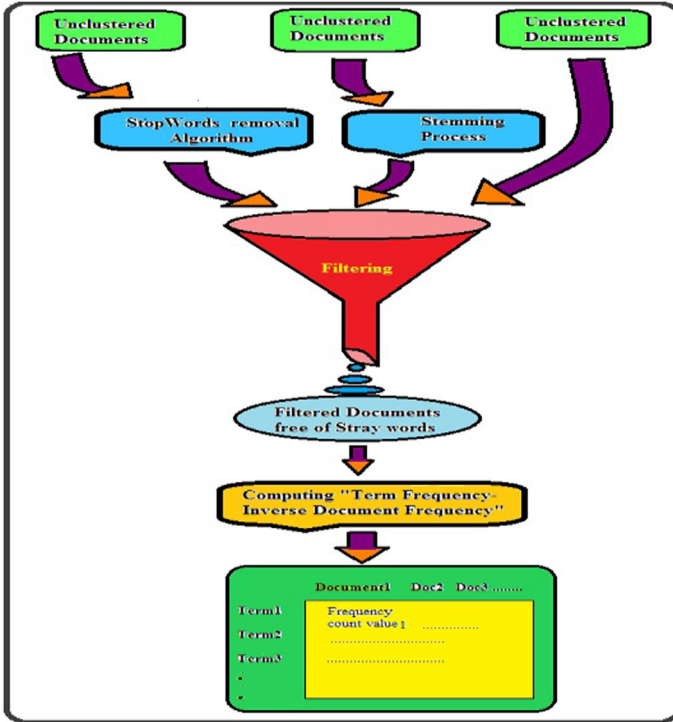 Unclustered
Documents
Unclustered
Documents
Unclustered
Documents
StopWords removal
Algorithm
Stemming
Process
Filtering
Filtered Documents
free of Stray words
Computing "Term Frequency-
Inverse Document Frequency"
Document1 Doc2 Doc3 ........
Term1
Frequency
count value1 ...............
Term2
...............................
Term3
...............................